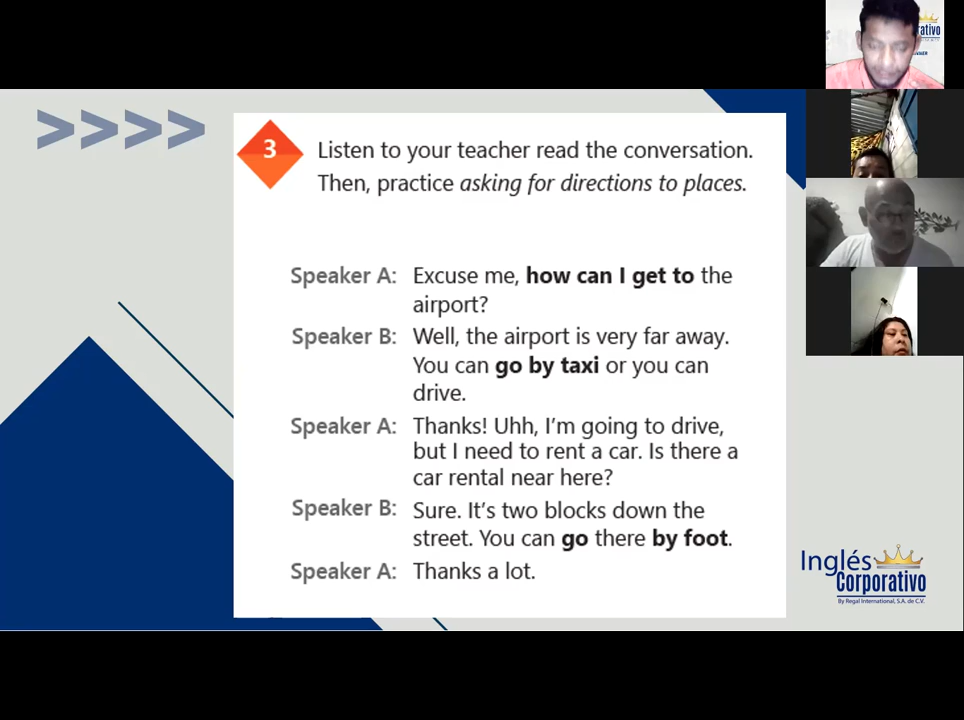 >>>>
3
Listen to your teacher read the conversation.
Then, practice asking for directions to places.
Speaker A: Excuse me, how can I get to the
airport?
Speaker B: Well, the airport is very far away.
You can go by taxi or you can
drive.
Speaker A: Thanks! Uhh, I'm going to drive,
but I need to rent a car. Is there a
car rental near here?
Speaker B: Sure. It's two blocks down the
street. You can go there by foot.
Speaker A: Thanks a lot.
Inglés
Corporativo
By Regal International, S.A. de C.V.